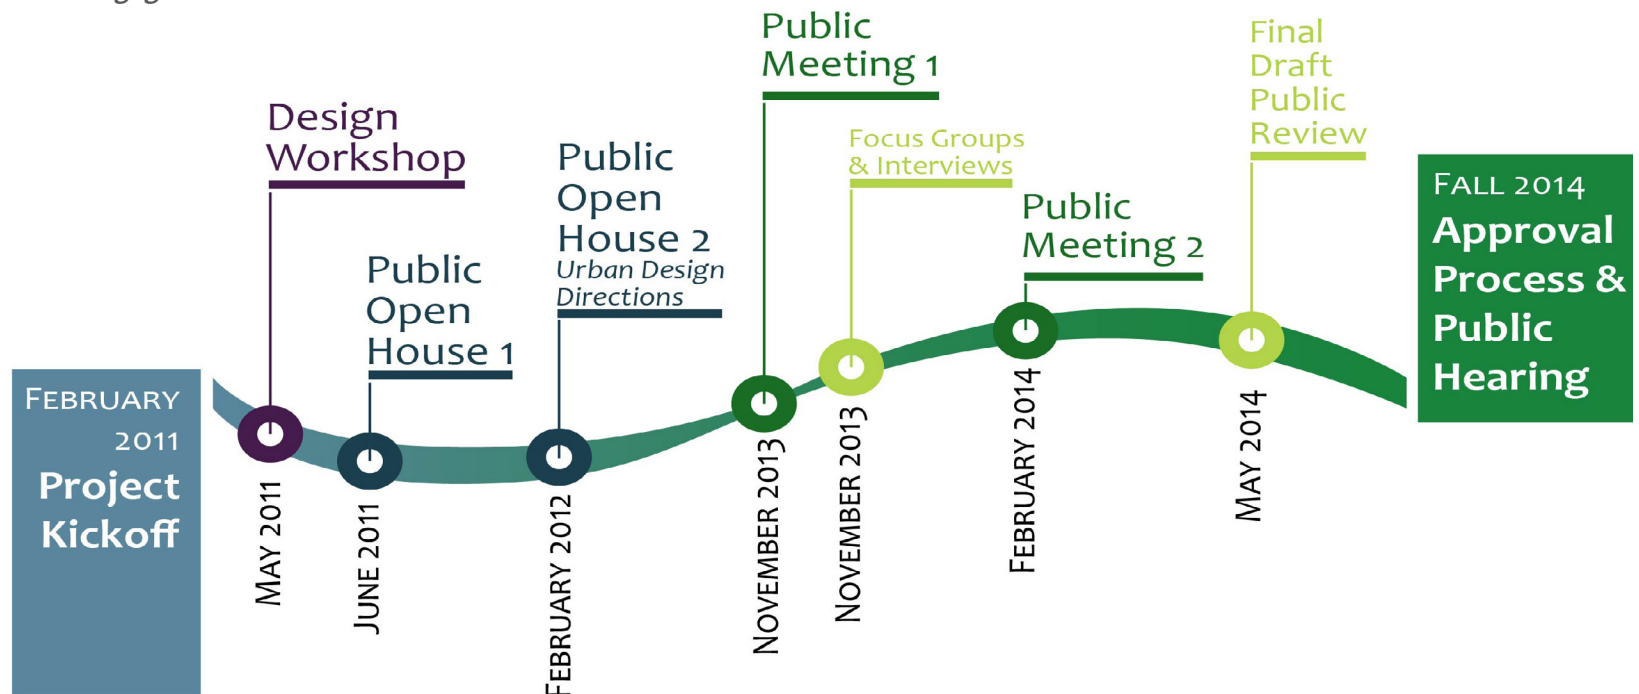 FEBRUARY
2011
Project
Kickoff
Design
Workshop
MAY 2011
Public
Open
House 1
JUNE 2011
Public
Open
House 2
Urban Design
Directions
FEBRUARY 2012
Public
Meeting 1
NOVEMBER 2013
Focus Groups
& Interviews
NOVEMBER 2013
Public
Meeting 2
FEBRUARY 2014
Final
Draft
Public
Review
MAY 2014
FALL 2014
Approval
Process &
Public
Hearing